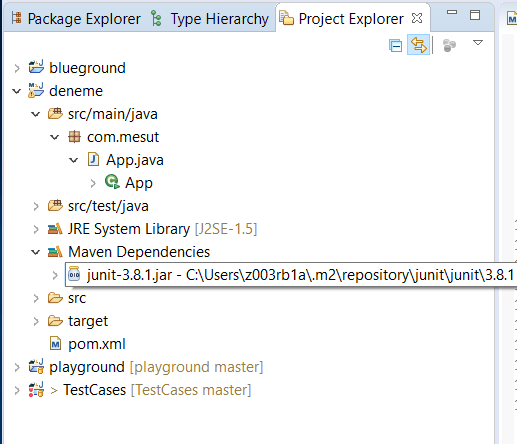 Package Explorer Type Hierarchy Project Explorer
blueground
deneme
src/main/java
com.mesut
App.java
App
src/test/java
JRE System Library [J2SE-1.5]
Maven Dependencies
junit-3.8.1.jar - C:\Users\z003rb1a\.m2\repository\junit\junit\3.8.1
src
target
pom.xml
playground [playground master]
> TestCases [TestCases master]